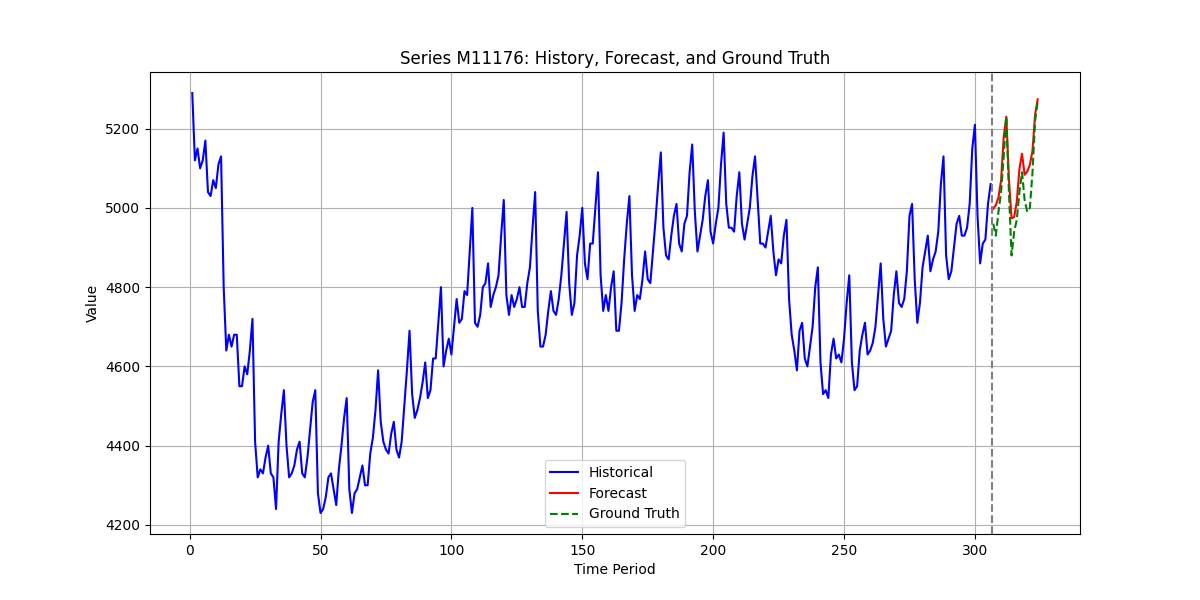 Series M11176: History, Forecast, and Ground Truth
Value
5200
5000
4800
4600
4400
4200
Historical
Forecast
Ground Truth
0 50 100 150 200 250 300
Time Period